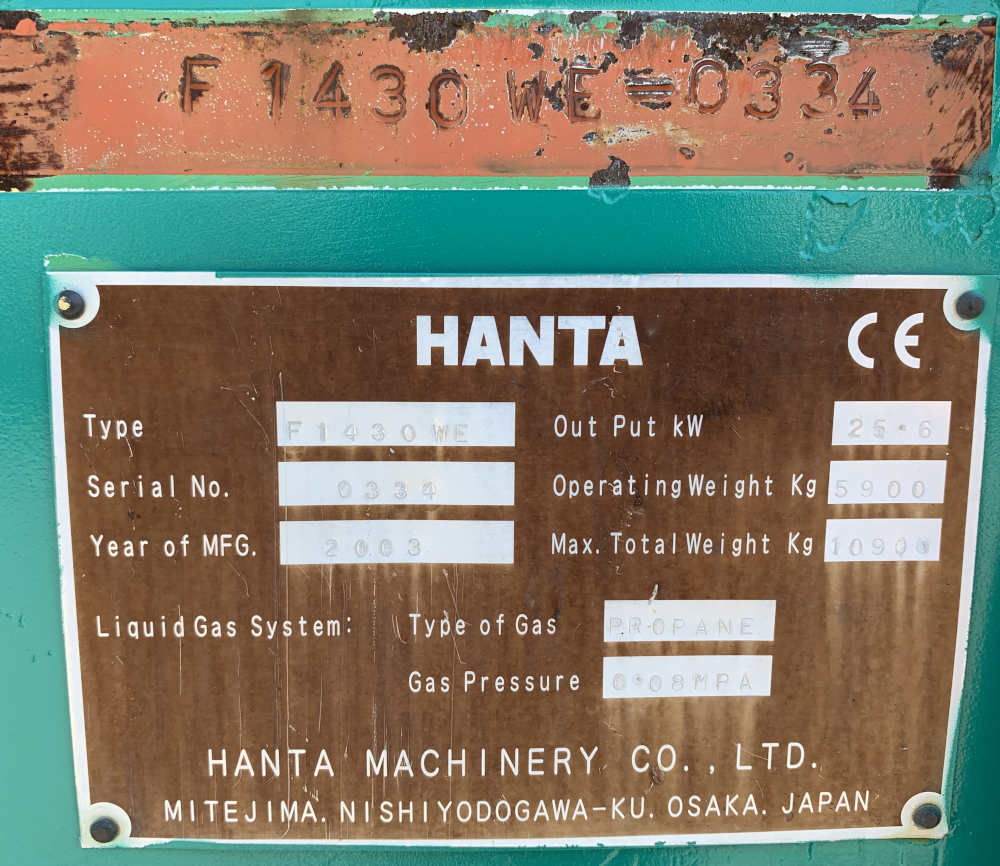 F1430WE=0334
HANTA CE
Type F1430WE Out Put kW 25.6
Serial No. 0334 Operating Weight Kg 5900
Year of MFG. 2003 Max. Total Weight Kg 10900
Liquid Gas System: Type of Gas PROPANE
Gas Pressure 0.08MPA
HANTA MACHINERY CO., LTD.
MITEJIMA. NISHIYODOGAWA-KU. OSAKA. JAPAN